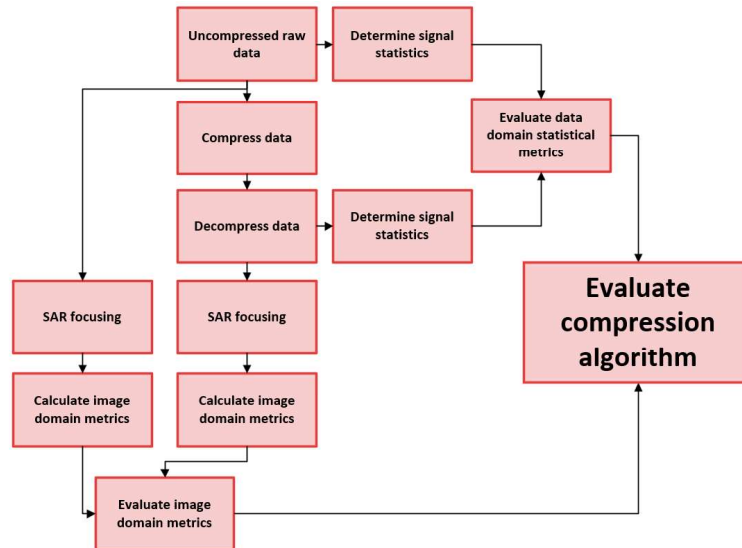 Uncompressed raw
data
Determine signal
statistics
Evaluate data
domain statistical
metrics
Compress data
Decompress data
Determine signal
statistics
Evaluate
compression
algorithm
SAR focusing
SAR focusing
Calculate image
domain metrics
Calculate image
domain metrics
Evaluate image
domain metrics